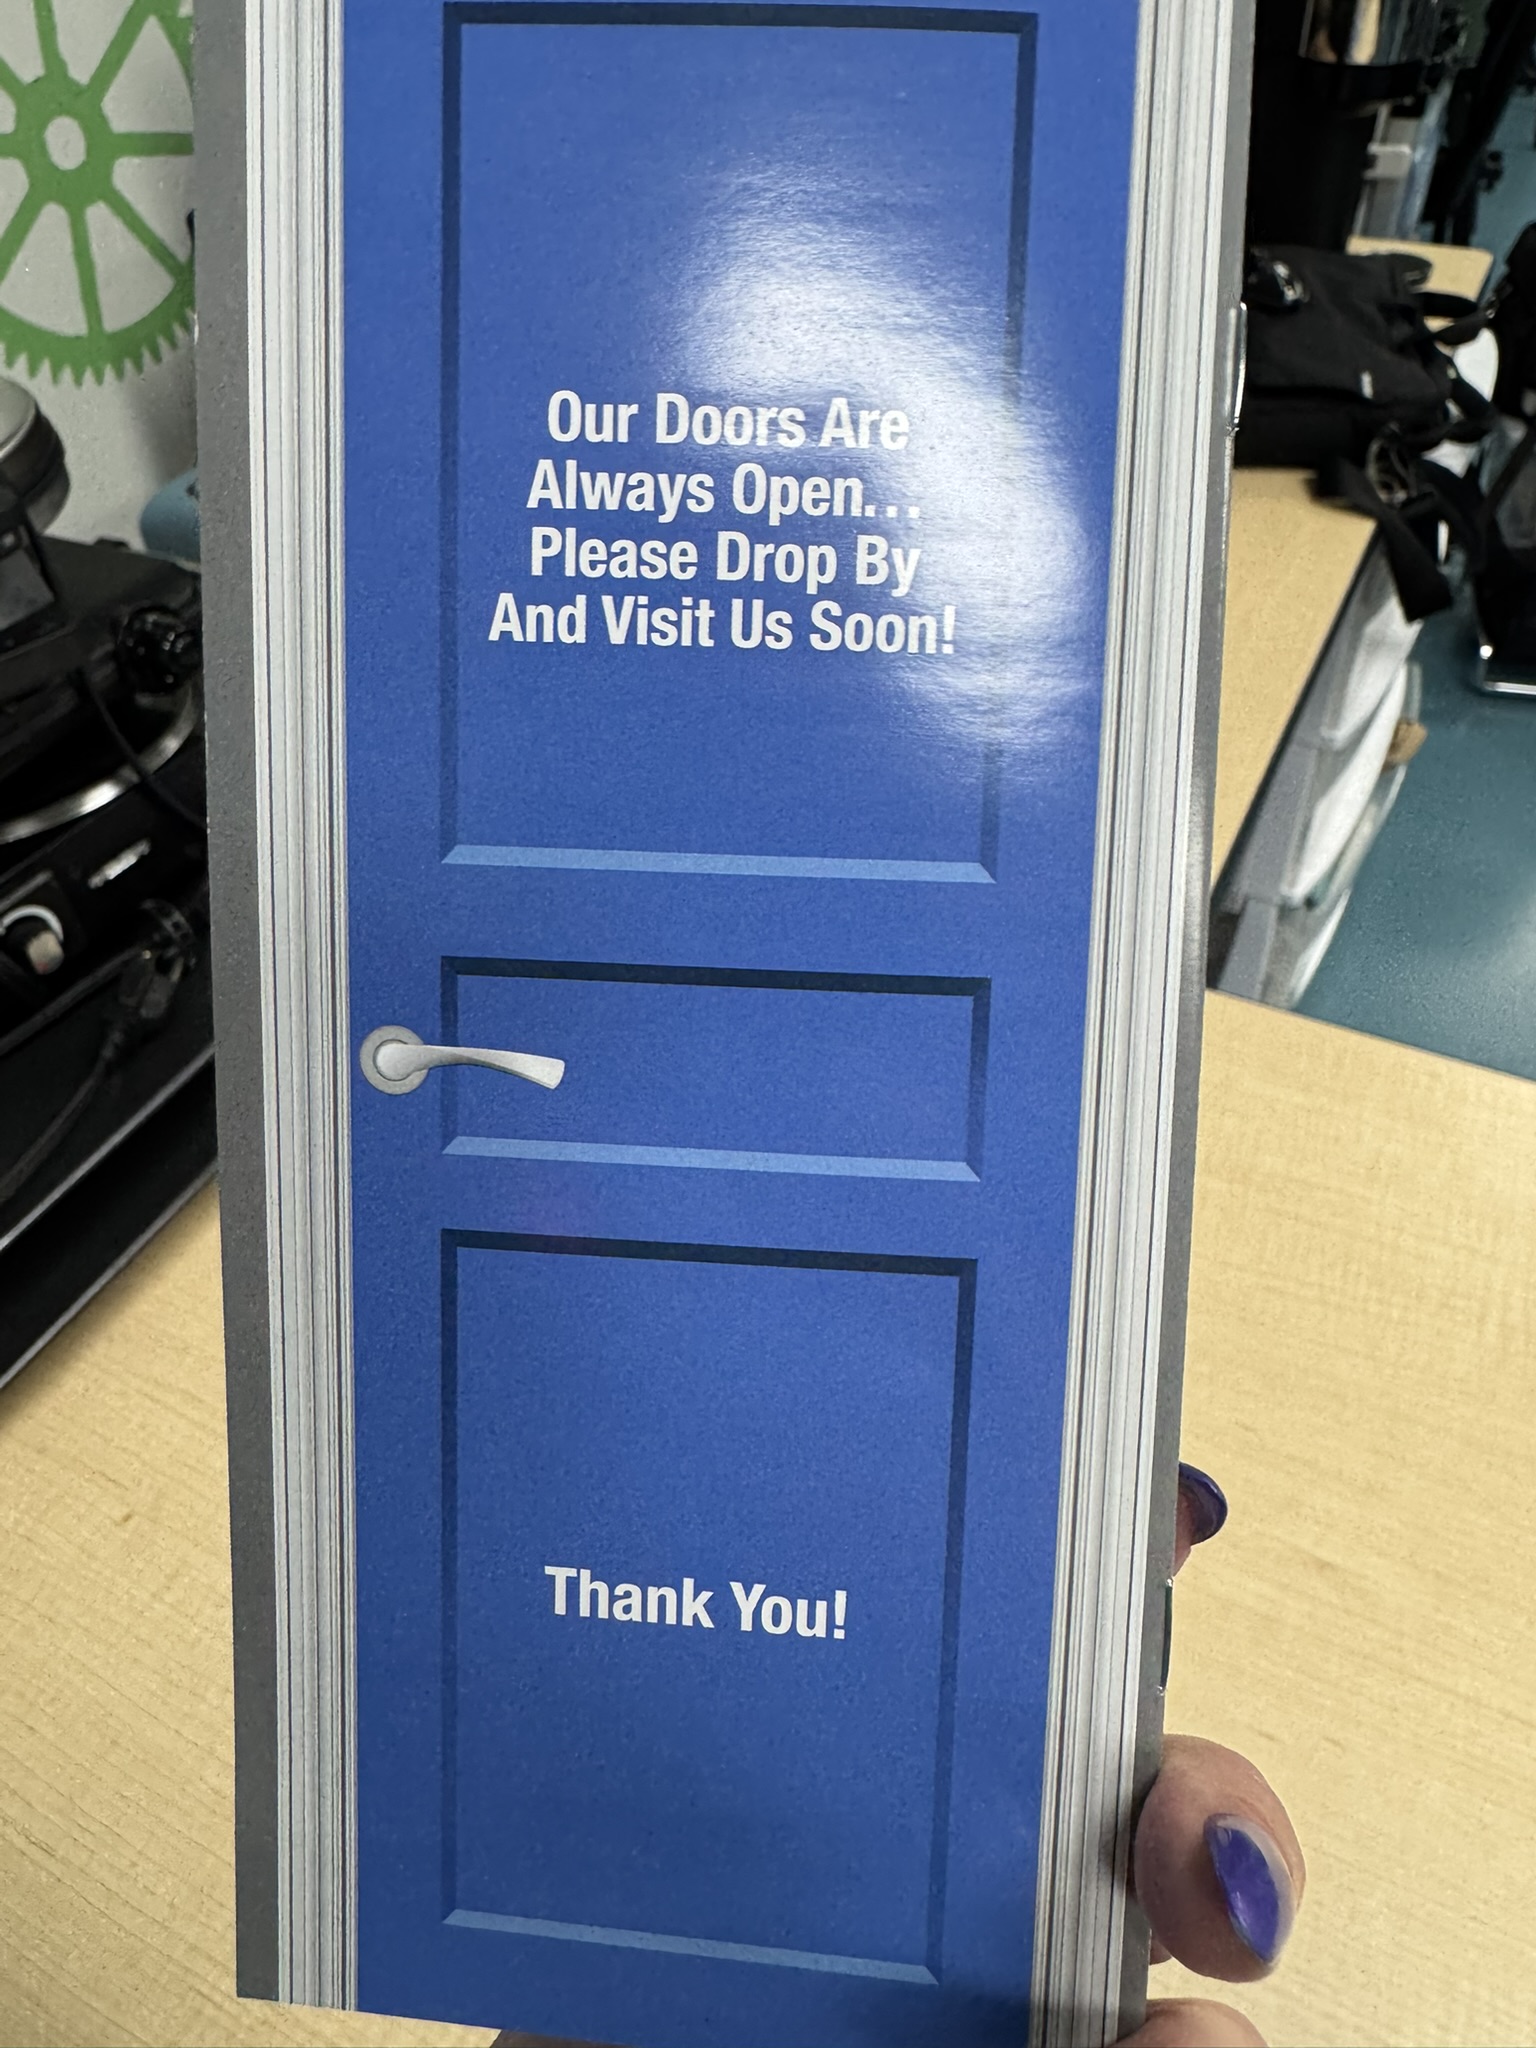 Our Doors Are
Always Open...
Please Drop By
And Visit Us Soon!
Thank You!